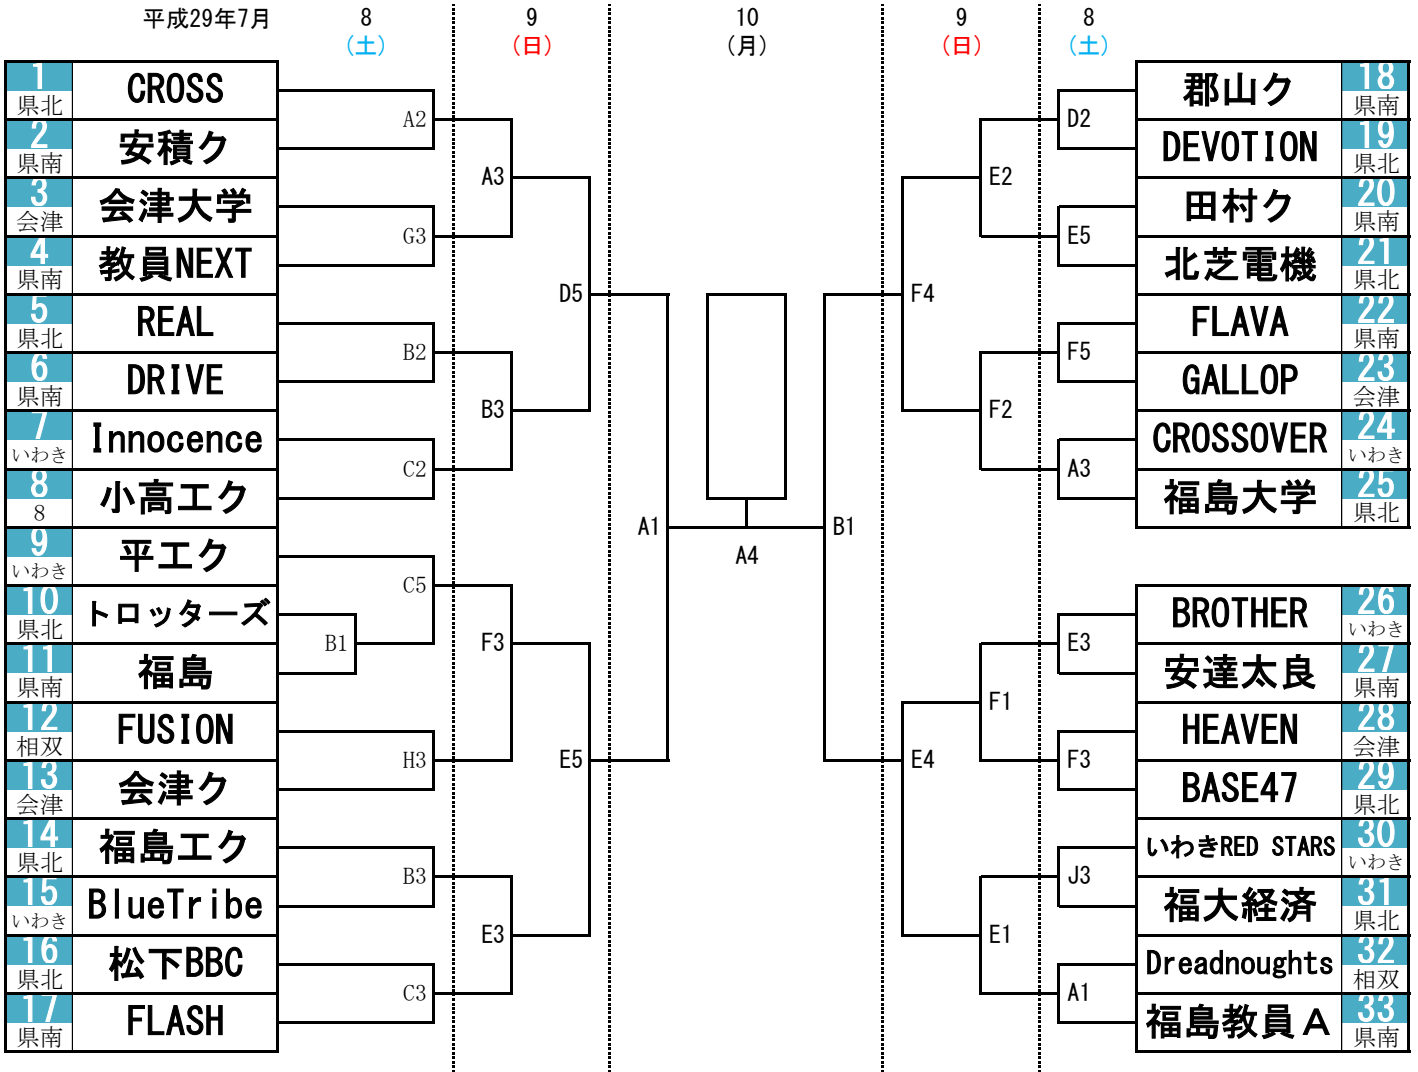 平成29年7月 8 9 10 9 8
(土) (日) (月) (日) (土)
1 県北 CROSS
2 県南 安積ク
3 会津 会津大学
4 県南 教員NEXT
5 県北 REAL
6 県南 DRIVE
7 いわき Innocence
8 8 小高工ク
9 いわき 平工ク
10 県北 トロッターズ
11 県南 福島
12 相双 FUSION
13 会津 会津ク
14 県北 福島工ク
15 いわき BlueTribe
16 県北 松下BBC
17 県南 FLASH
A2
G3
B2
C2
C5
B1
H3
B3
C3
A3
B3
F3
E3
D5
E5
A1
A4
B1
F4
E4
E2
F2
F1
E1
D2
E5
F5
A3
E3
F3
J3
A1
郡山ク 18 県南
DEVOTION 19 県北
田村ク 20 県南
北芝電機 21 県北
FLAVA 22 県南
GALLOP 23 会津
CROSSOVER 24 いわき
福島大学 25 県北
BROTHER 26 いわき
安達太良 27 県南
HEAVEN 28 会津
BASE47 29 県北
いわきRED STARS 30 いわき
福大経済 31 県北
Dreadnoughts 32 相双
福島教員A 33 県南